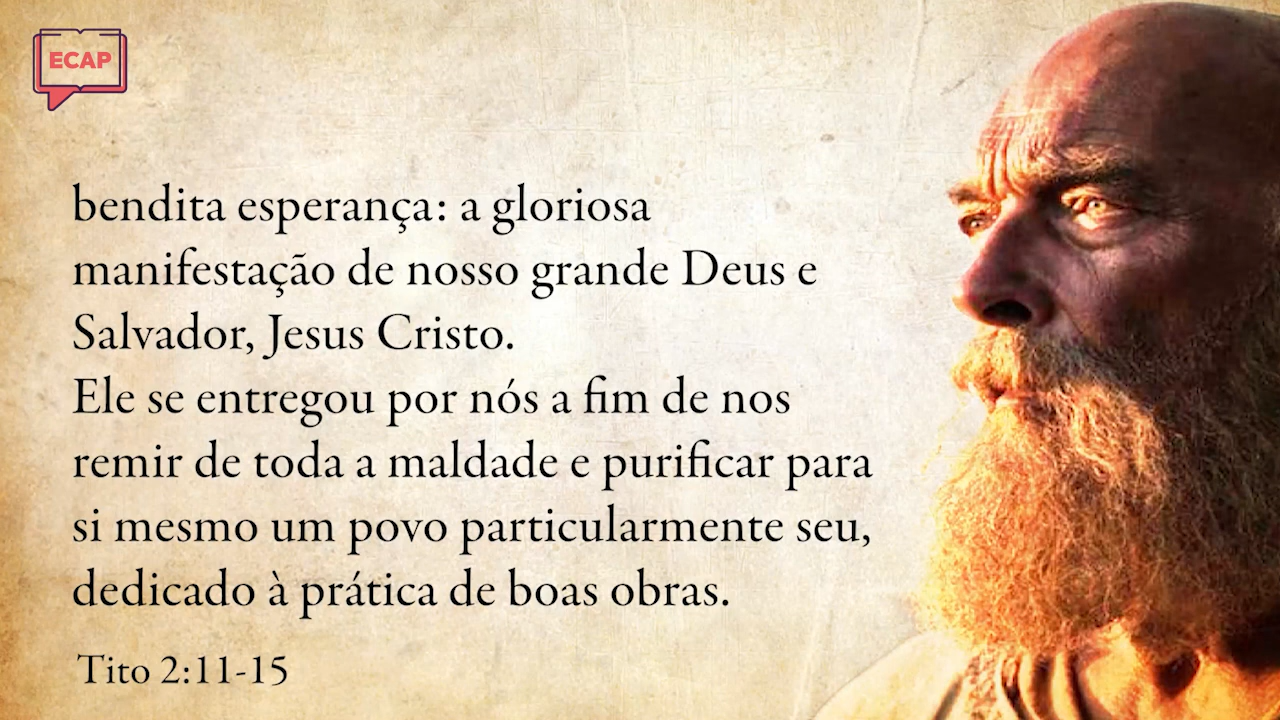 ECAP
bendita esperança: a gloriosa
manifestação de nosso grande Deus e
Salvador, Jesus Cristo.
Ele se entregou por nós a fim de nos
remir de toda a maldade e purificar para
si mesmo um povo particularmente seu,
dedicado à prática de boas obras.
Tito 2:11-15